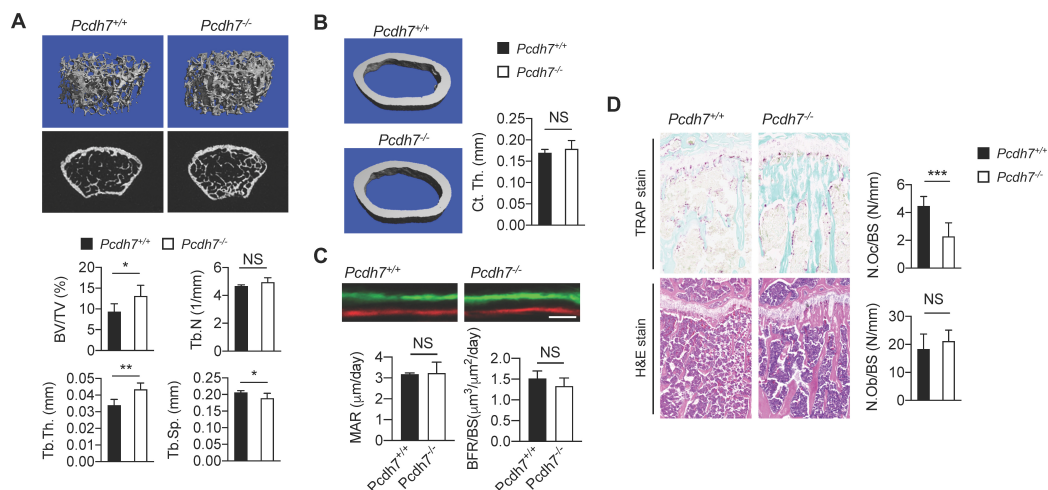 A
Pcdh7+/+ Pcdh7-/-
Pcdh7+/+ Pcdh7-/-
BV/TV (%)
20
15
10
5
0
*
Tb.N (1/mm)
8
6
4
2
0
NS
Tb.Th. (mm)
0.06
0.04
0.02
0.00
**
Tb.Sp. (mm)
0.25
0.20
0.15
0.10
0.05
0.00
*
B
Pcdh7+/+
Pcdh7-/-
Pcdh7+/+
Pcdh7-/-
Ct. Th. (mm)
0.25
0.20
0.15
0.10
0.05
0.00
NS
C
Pcdh7+/+ Pcdh7-/-
MAR (μm/day)
4
3
2
1
0
NS
Pcdh7+/+
Pcdh7-/-
BFR/BS(μm3/μm2/day)
2.0
1.5
1.0
0.5
0.0
NS
Pcdh7+/+
Pcdh7-/-
D
Pcdh7+/+ Pcdh7-/-
TRAP stain
H&E stain
Pcdh7+/+
Pcdh7-/-
N.Oc/BS (N/mm)
6
4
2
0
***
N.Ob/BS (N/mm)
30
20
10
0
NS